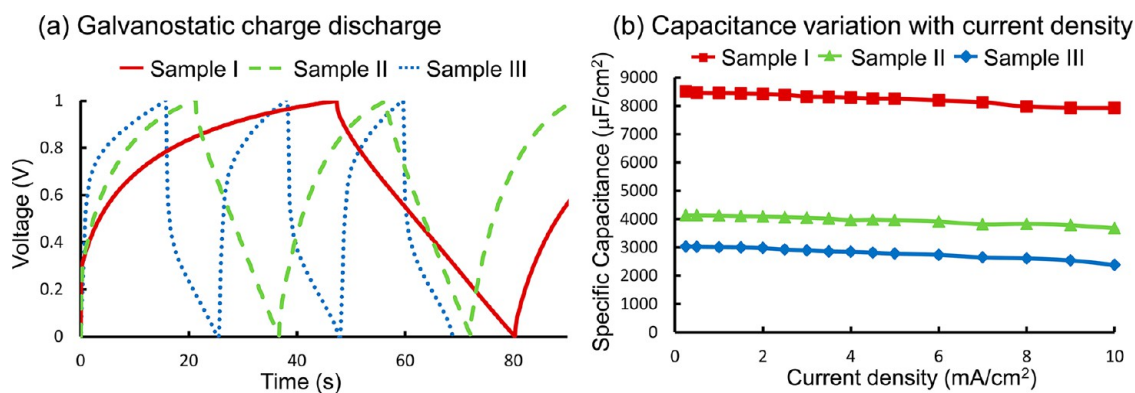 (a) Galvanostatic charge discharge
Sample I Sample II Sample III
1
0.8
0.6
0.4
0.2
0
Voltage (V)
0 20 40 60 80
Time (s)
(b) Capacitance variation with current density
Sample I Sample II Sample III
9000
8000
7000
6000
5000
4000
3000
2000
1000
0
Specific Capacitance (µF/cm²)
0 2 4 6 8 10
Current density (mA/cm²)